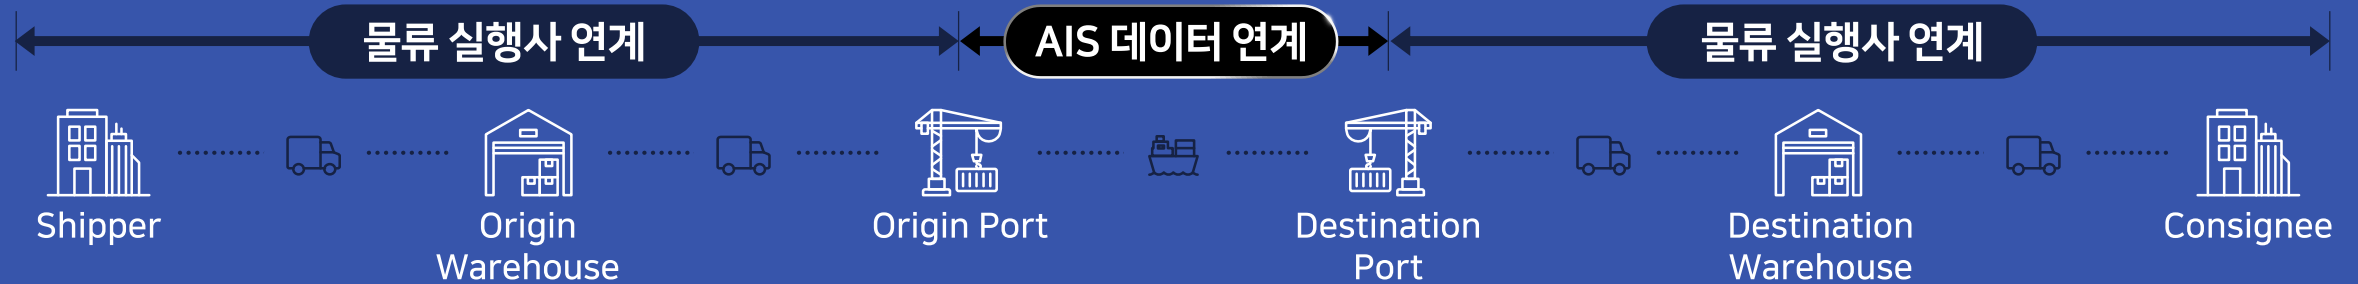 물류 실행사 연계
AIS 데이터 연계
물류 실행사 연계
Shipper
Origin
Warehouse
Origin Port
Destination
Port
Destination
Warehouse
Consignee